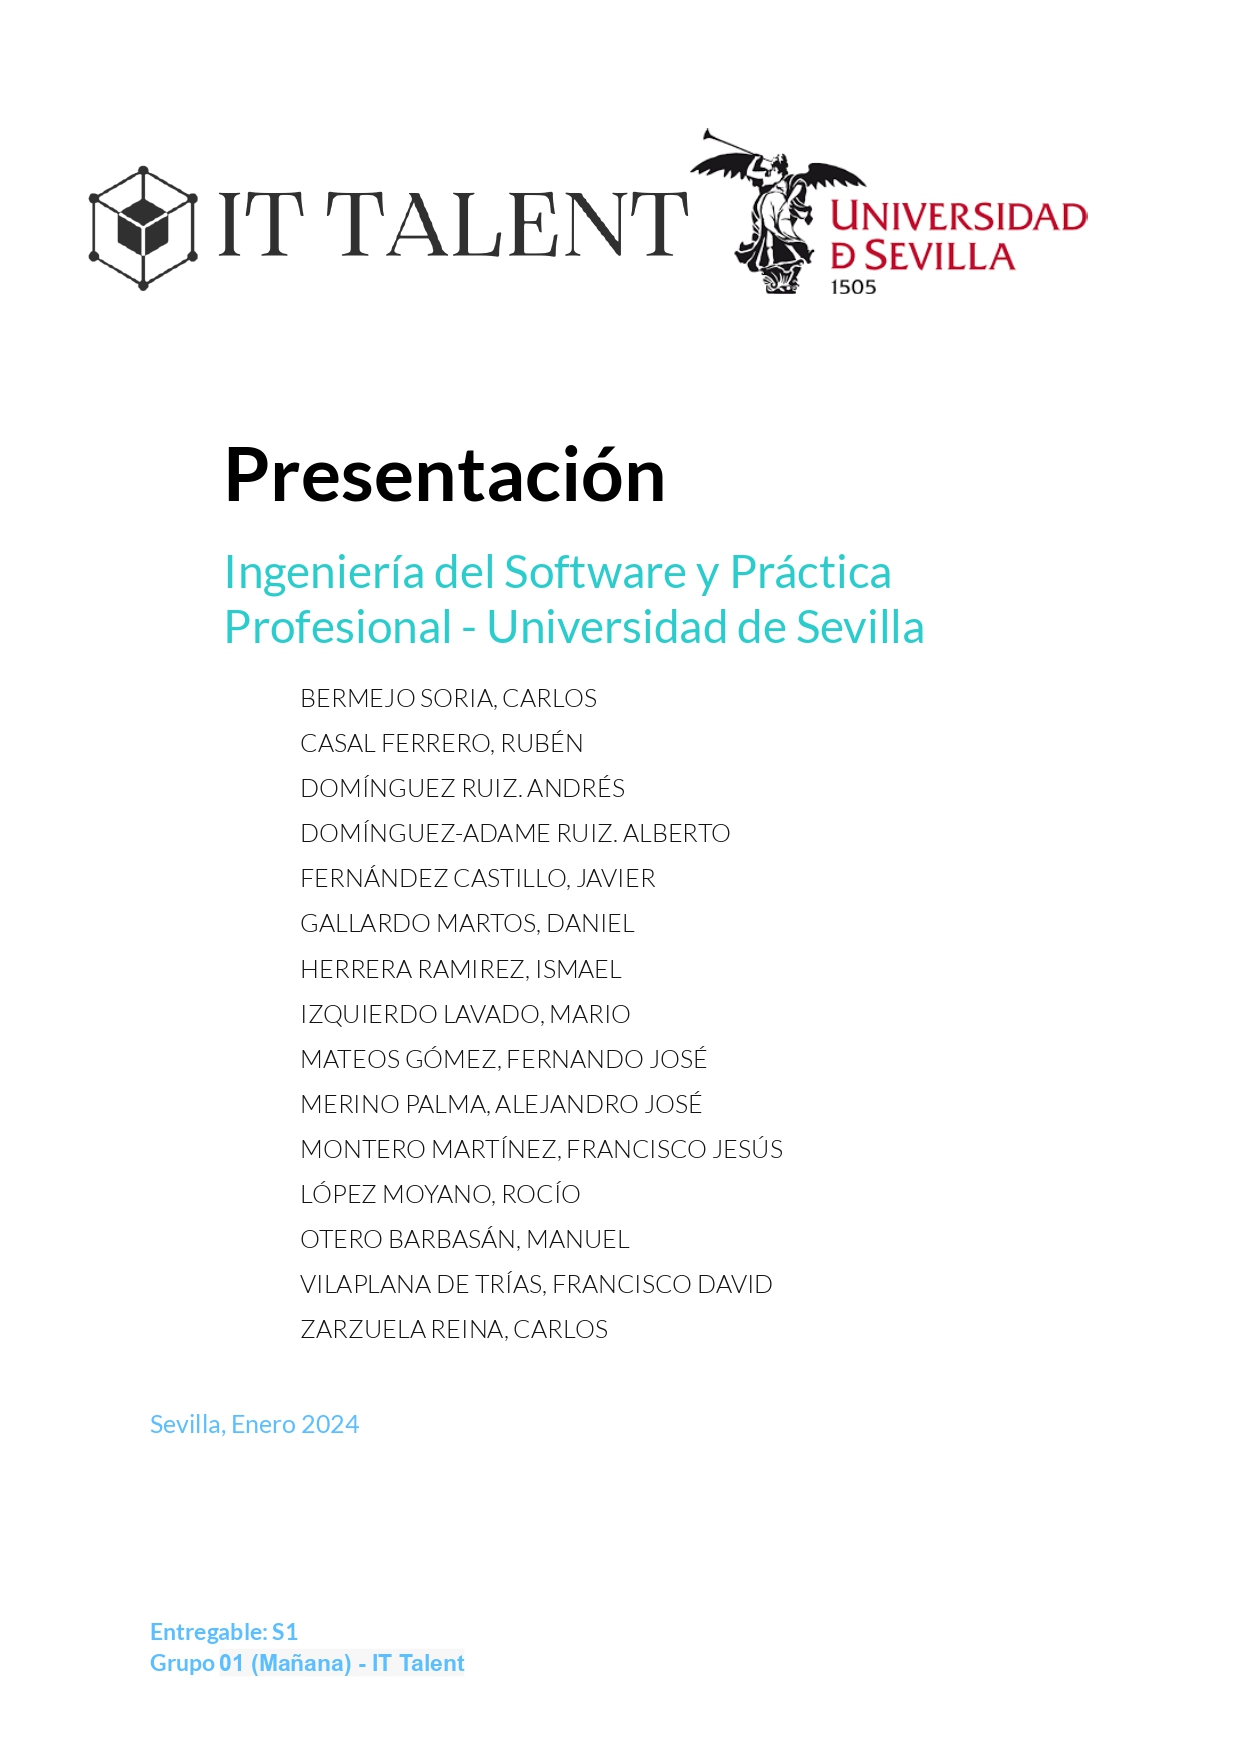 IT TALENT
UNIVERSIDAD
DE SEVILLA
1505
Presentación
Ingeniería del Software y Práctica
Profesional - Universidad de Sevilla
BERMEJO SORIA, CARLOS
CASAL FERRERO, RUBÉN
DOMÍNGUEZ RUIZ. ANDRÉS
DOMÍNGUEZ-ADAME RUIZ. ALBERTO
FERNÁNDEZ CASTILLO, JAVIER
GALLARDO MARTOS, DANIEL
HERRERA RAMIREZ, ISMAEL
IZQUIERDO LAVADO, MARIO
MATEOS GÓMEZ, FERNANDO JOSÉ
MERINO PALMA, ALEJANDRO JOSÉ
MONTERO MARTÍNEZ, FRANCISCO JESÚS
LÓPEZ MOYANO, ROCÍO
OTERO BARBASÁN, MANUEL
VILAPLANA DE TRÍAS, FRANCISCO DAVID
ZARZUELA REINA, CARLOS
Sevilla, Enero 2024
Entregable: S1
Grupo 01 (Mañana) - IT Talent